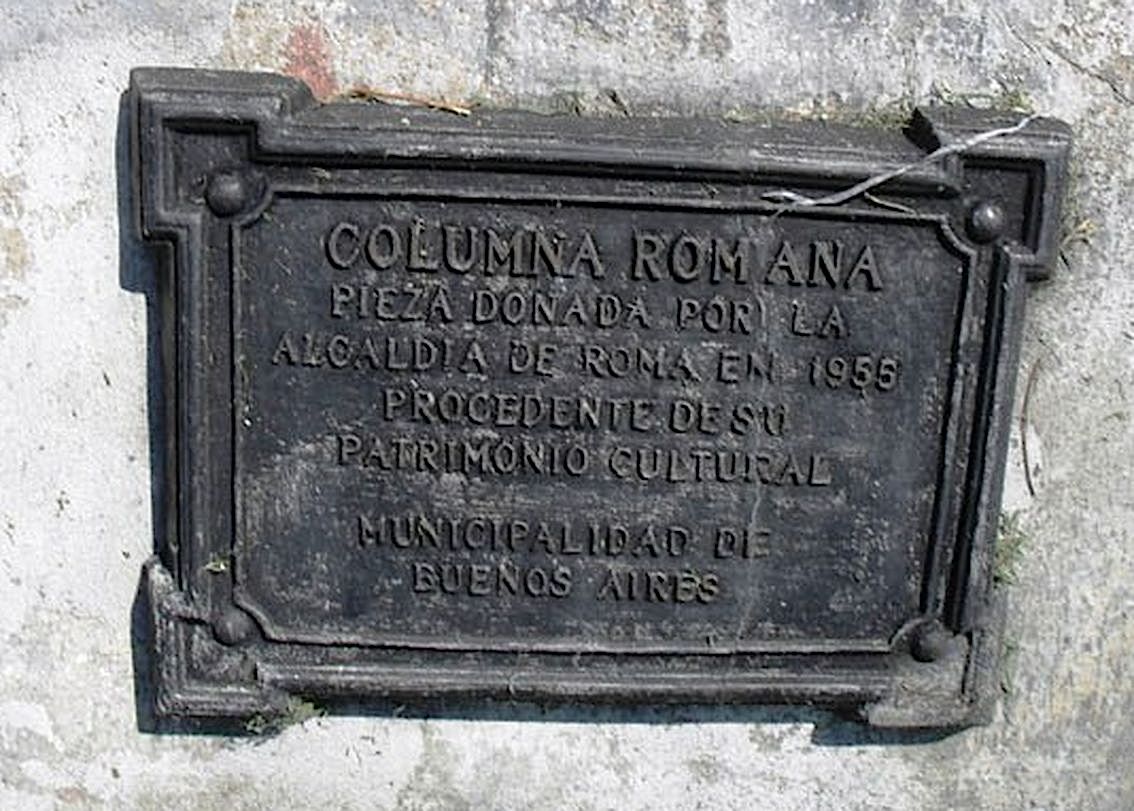 COLUMNA ROMANA
PIEZA DONADA POR LA
ALCALDIA DE ROMA EN 1955
PROCEDENTE DE SU
PATRIMONIO CULTURAL
MUNICIPALIDAD DE
BUENOS AIRES